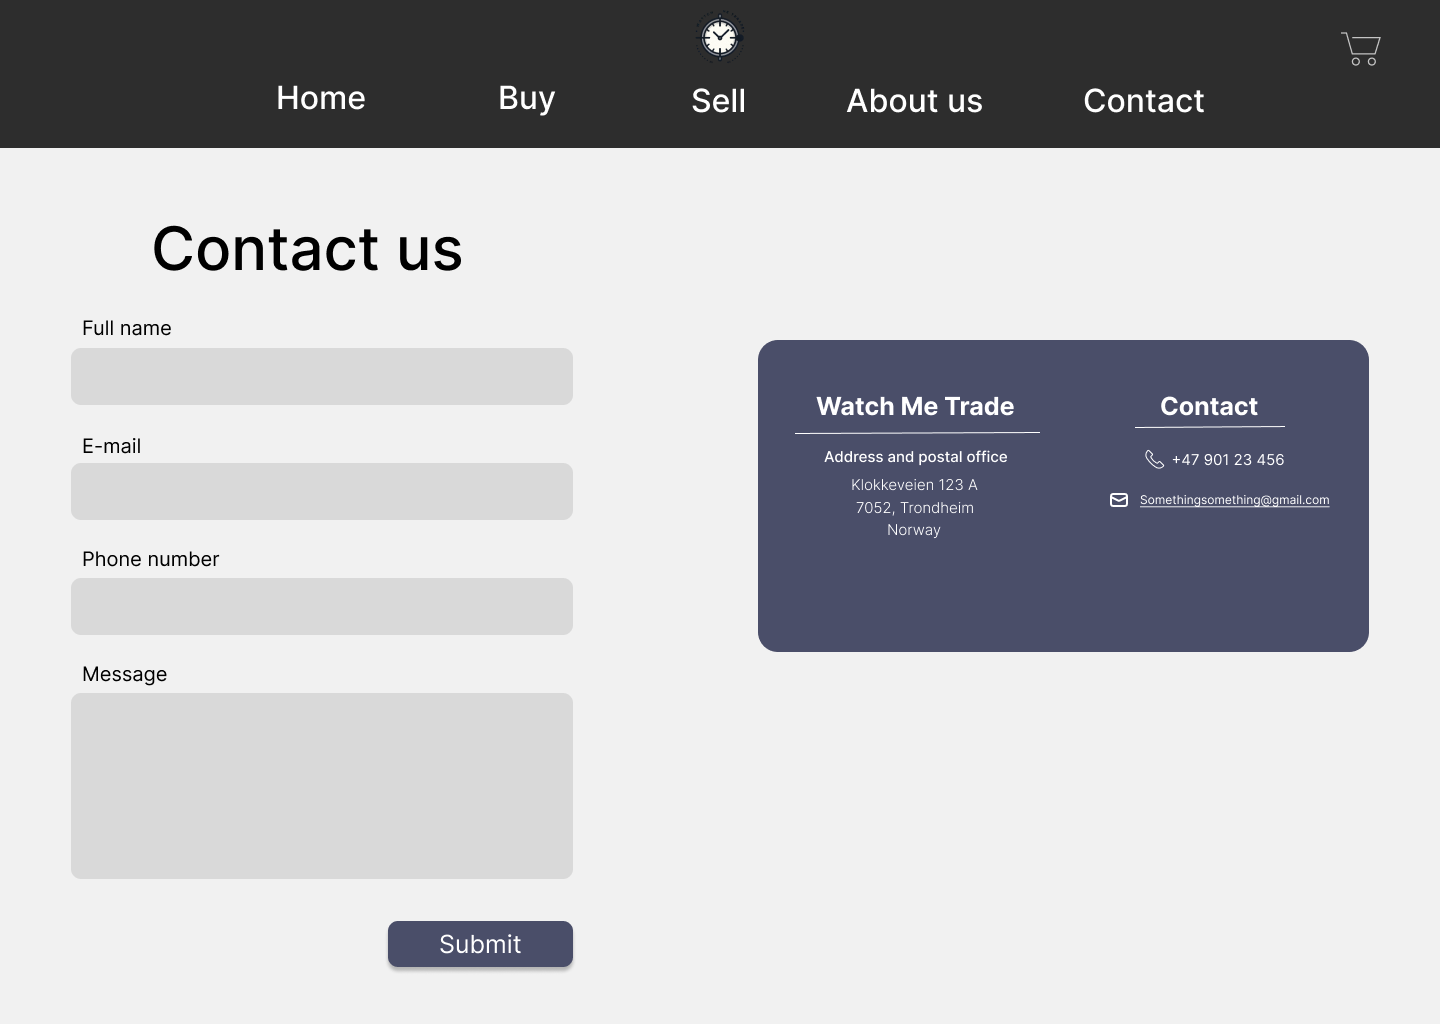 Home
Buy
Sell
About us
Contact
Contact us
Full name
E-mail
Phone number
Message
Submit
Watch Me Trade
Address and postal office
Klokkeveien 123 A
7052, Trondheim
Norway
Contact
+47 901 23 456
Somethingsomething@gmail.com